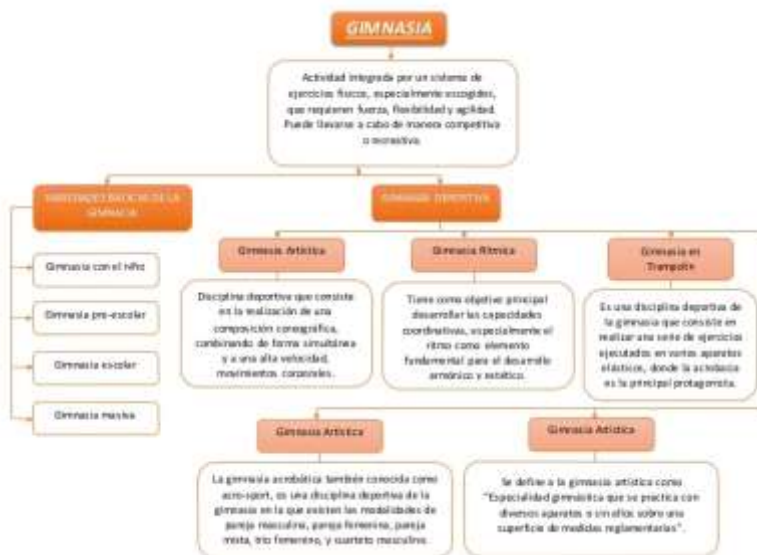 GIMNASIA
Actividad integrada por un sistema de
ejercicios físicos, especialmente escogidos,
que requieren fuerza, flexibilidad y agilidad.
Puede llevarse a cabo de manera competitiva
o recreativa.
DE LA
GIMNACIA
GIMNASIA DEPORTIVA
Gimnasia con el niño
Gimnasia pre-escolar
Gimnasia escolar
Gimnasia masiva
Gimnasia Artística
Disciplina deportiva que consiste
en la realización de una
composición coreográfica,
combinando de forma simultánea
y a una alta velocidad,
movimientos corporales.
Gimnasia Rítmica
Tiene como objetivo principal
desarrollar las capacidades
coordinativas, especialmente el
ritmo como elemento
fundamental para el desarrollo
armónico y estético.
Gimnasia en
Trampolín
Es una disciplina deportiva de
la gimnasia que consiste en
realizar una serie de ejercicios
ejecutados en varios aparatos
elásticos, donde la acrobacia
es la principal protagonista.
Gimnasia Artística
La gimnasia acrobática también conocida como
acro-sport, es una disciplina deportiva de la
gimnasia en la que existen las modalidades de
pareja masculina, pareja femenina, pareja
mixta, trío femenino, y cuarteto masculino.
Gimnasia Artística
Se define a la gimnasia artística como
"Especialidad gimnástica que se practica con
diversos aparatos o sin ellos sobre una
superficie de medidas reglamentarias".